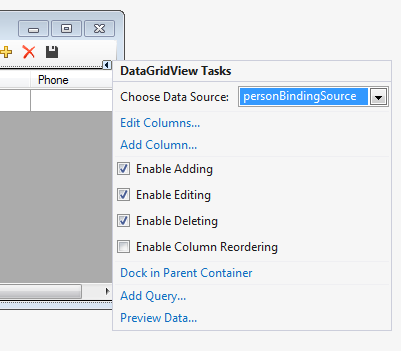 Phone
DataGridView Tasks
Choose Data Source: personBindingSource
Edit Columns...
Add Column...
Enable Adding
Enable Editing
Enable Deleting
Enable Column Reordering
Dock in Parent Container
Add Query...
Preview Data...